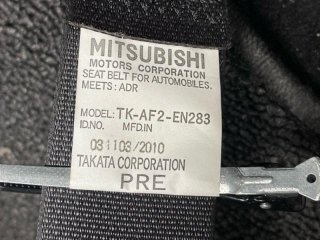 MITSUBISHI
MOTORS CORPORATION
SEAT BELT FOR AUTOMOBILES.
MEETS: ADR
MODEL: TK-AF2-EN283
ID.NO. MFD.IN
03 1103/2010
TAKATA CORPORATION
PRE